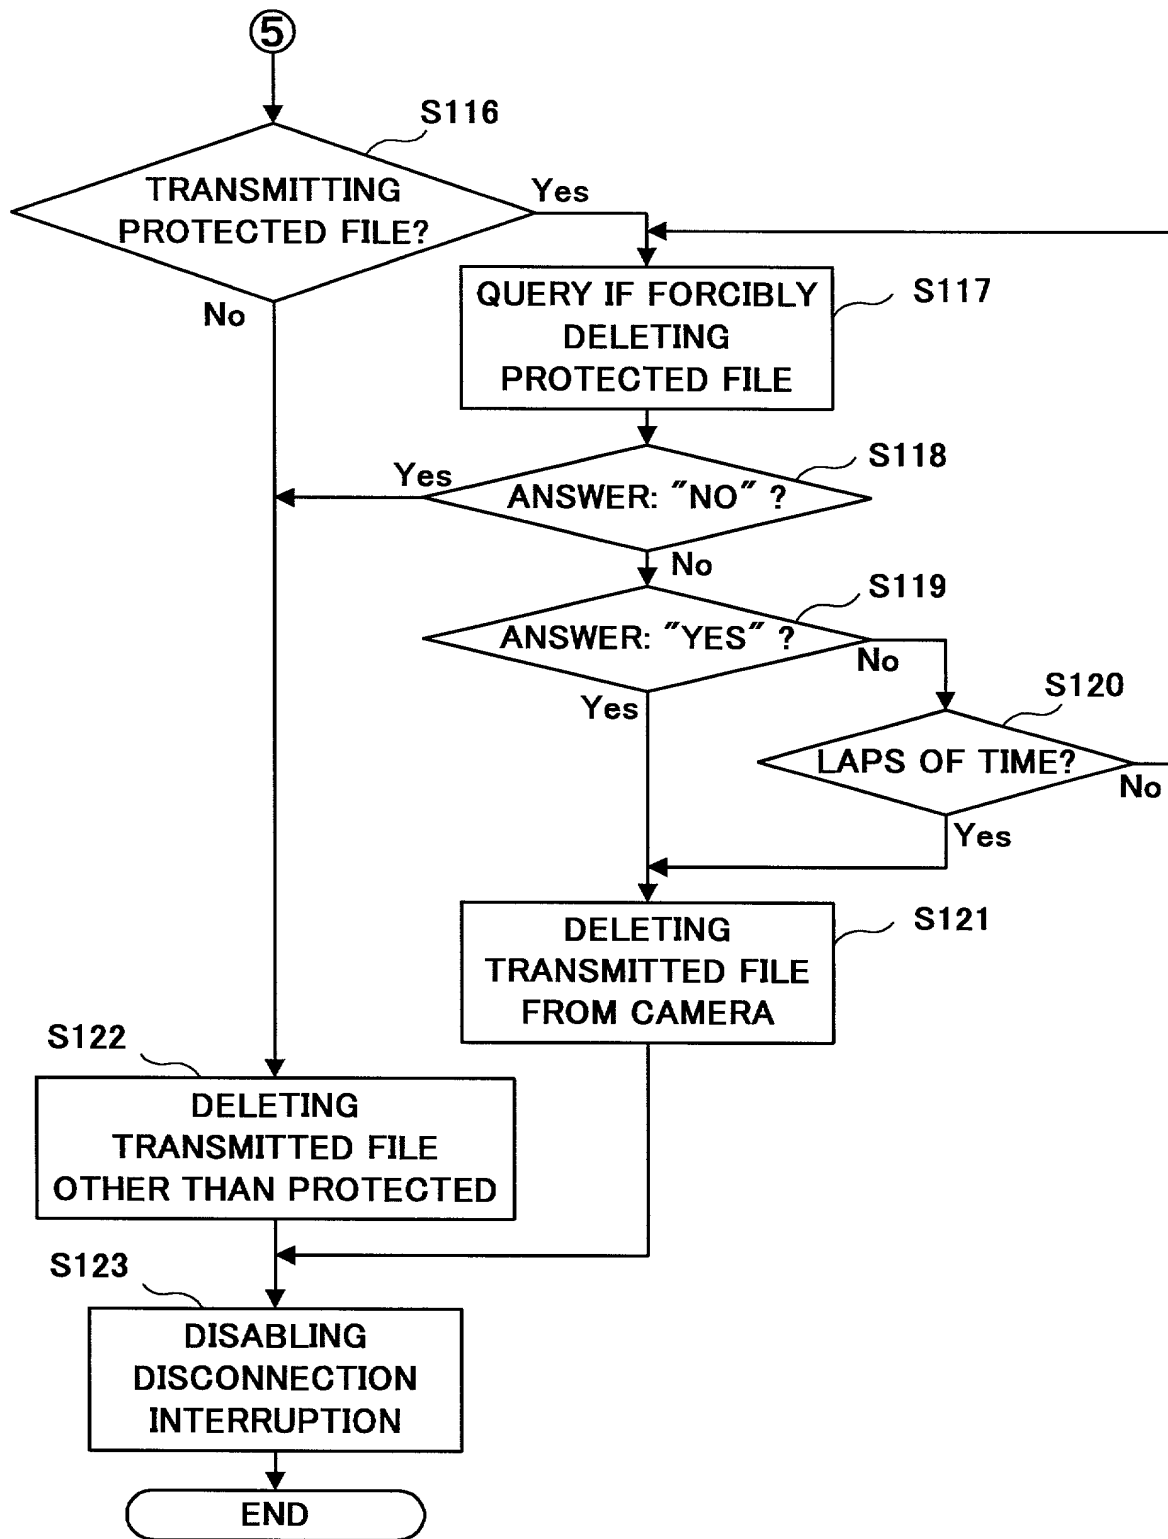 ⑤
S116
TRANSMITTING
PROTECTED FILE?
Yes
No
QUERY IF FORCIBLY
DELETING
PROTECTED FILE
S117
ANSWER: "NO" ?
S118
Yes
No
ANSWER: "YES" ?
S119
No
Yes
S120
LAPS OF TIME?
No
Yes
DELETING
TRANSMITTED FILE
FROM CAMERA
S121
S122
DELETING
TRANSMITTED FILE
OTHER THAN PROTECTED
S123
DISABLING
DISCONNECTION
INTERRUPTION
END